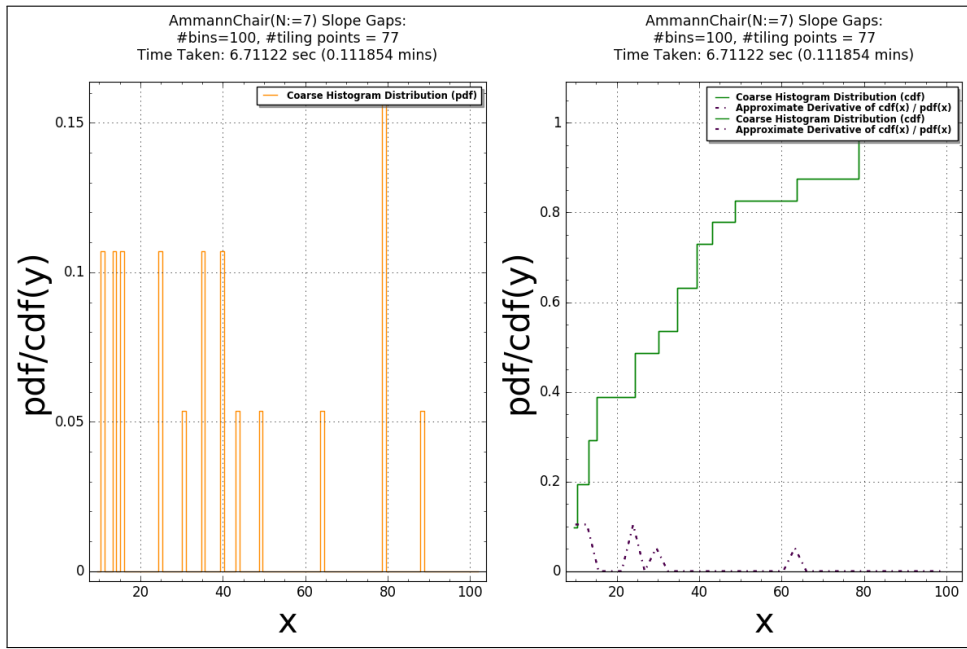 AmmannChair(N:=7) Slope Gaps:
#bins=100, #tiling points = 77
Time Taken: 6.71122 sec (0.111854 mins)
Coarse Histogram Distribution (pdf)
0.15
0.1
0.05
0
20
40
60
80
100
pdf/cdf(y)
x
AmmannChair(N:=7) Slope Gaps:
#bins=100, #tiling points = 77
Time Taken: 6.71122 sec (0.111854 mins)
Coarse Histogram Distribution (cdf)
Approximate Derivative of cdf(x) / pdf(x)
Coarse Histogram Distribution (cdf)
Approximate Derivative of cdf(x) / pdf(x)
1
0.8
0.6
0.4
0.2
0
20
40
60
80
100
pdf/cdf(y)
x